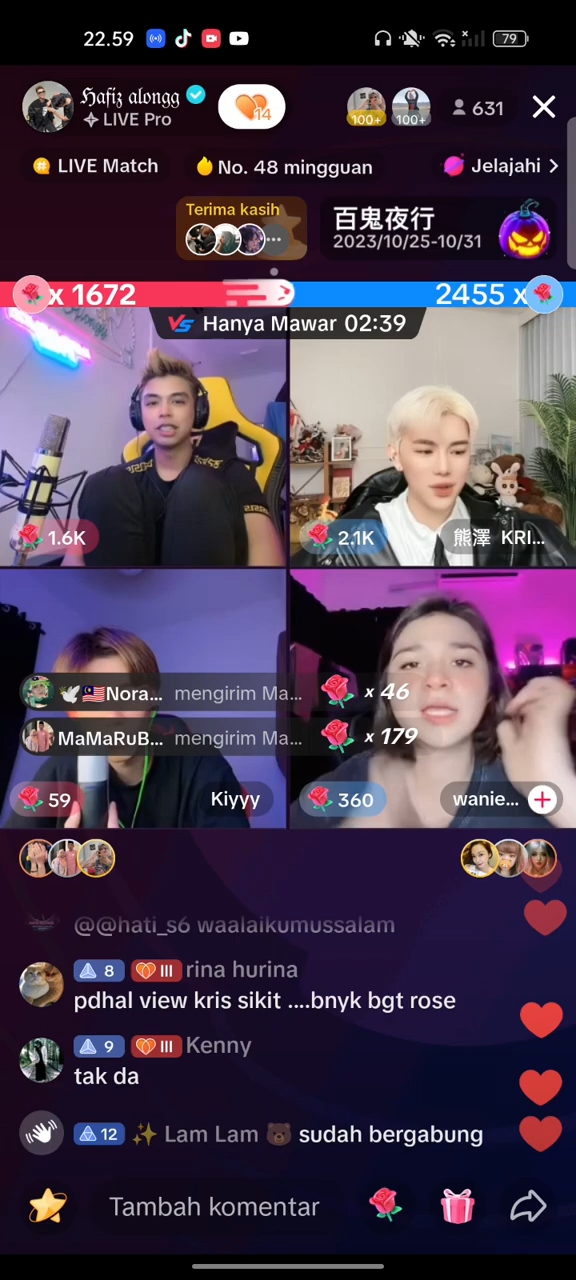 22.59
79
Hafiz alongg
LIVE Pro
14
100+
100+
631
LIVE Match
No. 48 mingguan
Jelajahi
Terima kasih
百鬼夜行
2023/10/25-10/31
x 1672
2455 x
VS Hanya Mawar 02:39
1.6K
2.1K
熊澤 KRI...
Nora... mengirim Ma... x 46
MaMaRuB... mengirim Ma... x 179
59
Kiyyy
360
wanie...
@@hati_s6 waalaikumussalam
8 III rina hurina
pdhal view kris sikit ....bnyk bgt rose
9 III Kenny
tak da
12 Lam Lam sudah bergabung
Tambah komentar